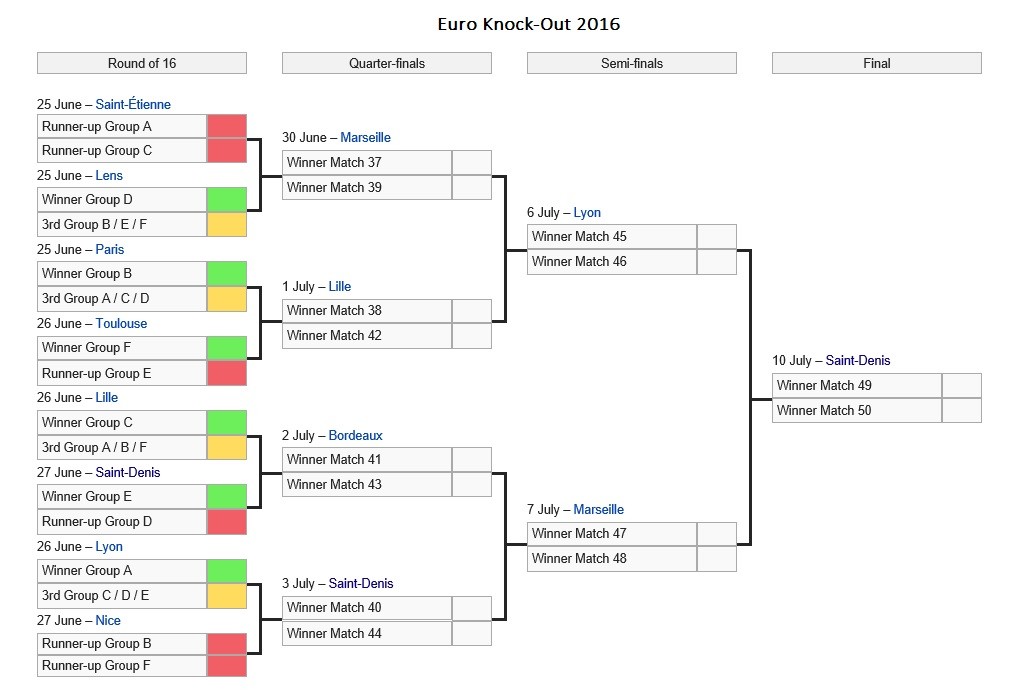 Euro Knock-Out 2016
Round of 16
Quarter-finals
Semi-finals
Final
25 June – Saint-Étienne
Runner-up Group A
Runner-up Group C
25 June – Lens
Winner Group D
3rd Group B / E / F
25 June – Paris
Winner Group B
3rd Group A / C / D
26 June – Toulouse
Winner Group F
Runner-up Group E
26 June – Lille
Winner Group C
3rd Group A / B / F
27 June – Saint-Denis
Winner Group E
Runner-up Group D
26 June – Lyon
Winner Group A
3rd Group C / D / E
27 June – Nice
Runner-up Group B
Runner-up Group F
30 June – Marseille
Winner Match 37
Winner Match 39
1 July – Lille
Winner Match 38
Winner Match 42
2 July – Bordeaux
Winner Match 41
Winner Match 43
3 July – Saint-Denis
Winner Match 40
Winner Match 44
6 July – Lyon
Winner Match 45
Winner Match 46
7 July – Marseille
Winner Match 47
Winner Match 48
10 July – Saint-Denis
Winner Match 49
Winner Match 50